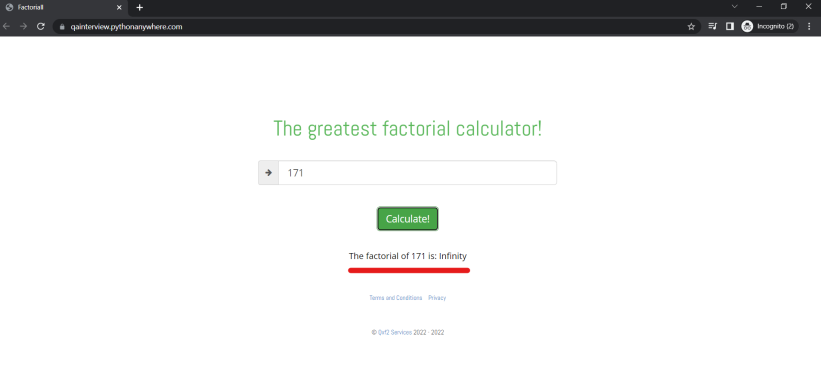 Factoriall
qainterview.pythonanywhere.com
Incognito (2)
The greatest factorial calculator!
171
Calculate!
The factorial of 171 is: Infinity
Terms and Conditions Privacy
© Qxf2 Services 2022 - 2022